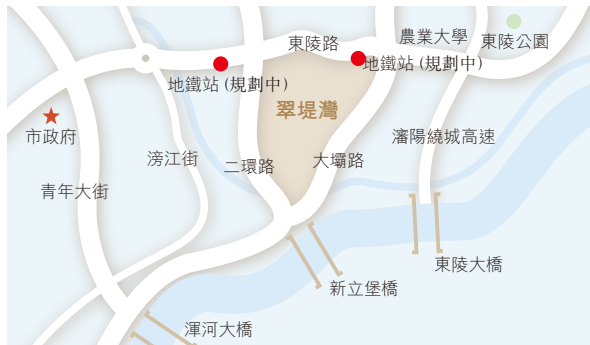 東陵路
農業大學
東陵公園
地鐵站 (規劃中)
地鐵站 (規劃中)
翠堤灣
市政府
滂江街
二環路
大壩路
瀋陽繞城高速
青年大街
東陵大橋
新立堡橋
渾河大橋